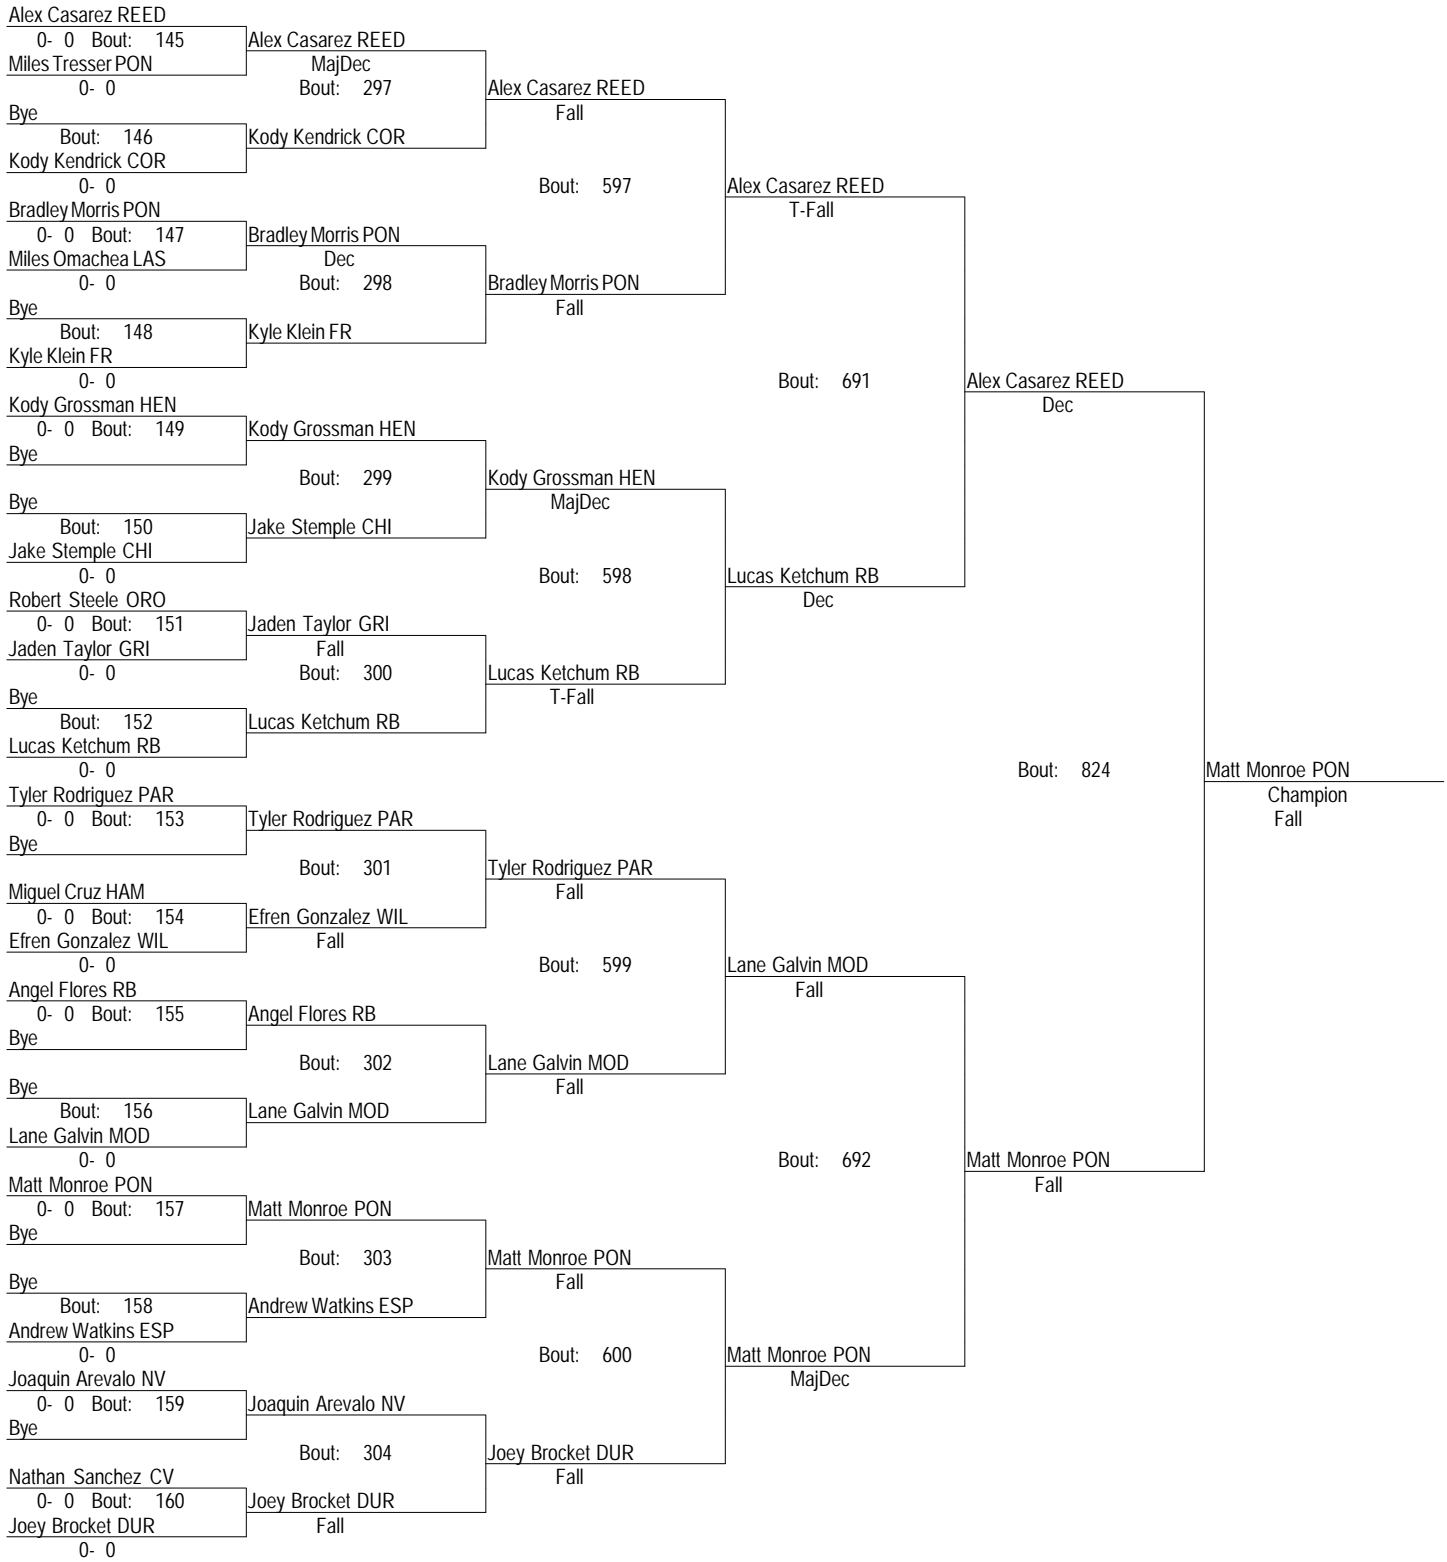 Alex Casarez REED
0- 0 Bout: 145
Miles Tresser PON
0- 0
Bye
Bout: 146
Kody Kendrick COR
0- 0
Bradley Morris PON
0- 0 Bout: 147
Miles Omachea LAS
0- 0
Bye
Bout: 148
Kyle Klein FR
0- 0
Kody Grossman HEN
0- 0 Bout: 149
Bye
Bye
Bout: 150
Jake Stemple CHI
0- 0
Robert Steele ORO
0- 0 Bout: 151
Jaden Taylor GRI
0- 0
Bye
Bout: 152
Lucas Ketchum RB
0- 0
Tyler Rodriguez PAR
0- 0 Bout: 153
Bye
Miguel Cruz HAM
0- 0 Bout: 154
Efren Gonzalez WIL
0- 0
Angel Flores RB
0- 0 Bout: 155
Bye
Bye
Bout: 156
Lane Galvin MOD
0- 0
Matt Monroe PON
0- 0 Bout: 157
Bye
Bye
Bout: 158
Andrew Watkins ESP
0- 0
Joaquin Arevalo NV
0- 0 Bout: 159
Bye
Nathan Sanchez CV
0- 0 Bout: 160
Joey Brocket DUR
0- 0
Alex Casarez REED
MajDec
Bout: 297
Kody Kendrick COR
Bradley Morris PON
Dec
Bout: 298
Kyle Klein FR
Kody Grossman HEN
Bout: 299
Jake Stemple CHI
Jaden Taylor GRI
Fall
Bout: 300
Lucas Ketchum RB
Tyler Rodriguez PAR
Bout: 301
Efren Gonzalez WIL
Fall
Angel Flores RB
Bout: 302
Lane Galvin MOD
Matt Monroe PON
Bout: 303
Andrew Watkins ESP
Joaquin Arevalo NV
Bout: 304
Joey Brocket DUR
Fall
Alex Casarez REED
Fall
Bout: 597
Bradley Morris PON
Fall
Kody Grossman HEN
MajDec
Bout: 598
Lucas Ketchum RB
T-Fall
Tyler Rodriguez PAR
Fall
Bout: 599
Lane Galvin MOD
Fall
Matt Monroe PON
Fall
Bout: 600
Joey Brocket DUR
Fall
Alex Casarez REED
T-Fall
Bout: 691
Lucas Ketchum RB
Dec
Lane Galvin MOD
Fall
Bout: 692
Matt Monroe PON
MajDec
Alex Casarez REED
Dec
Bout: 824
Matt Monroe PON
Fall
Matt Monroe PON
Champion
Fall